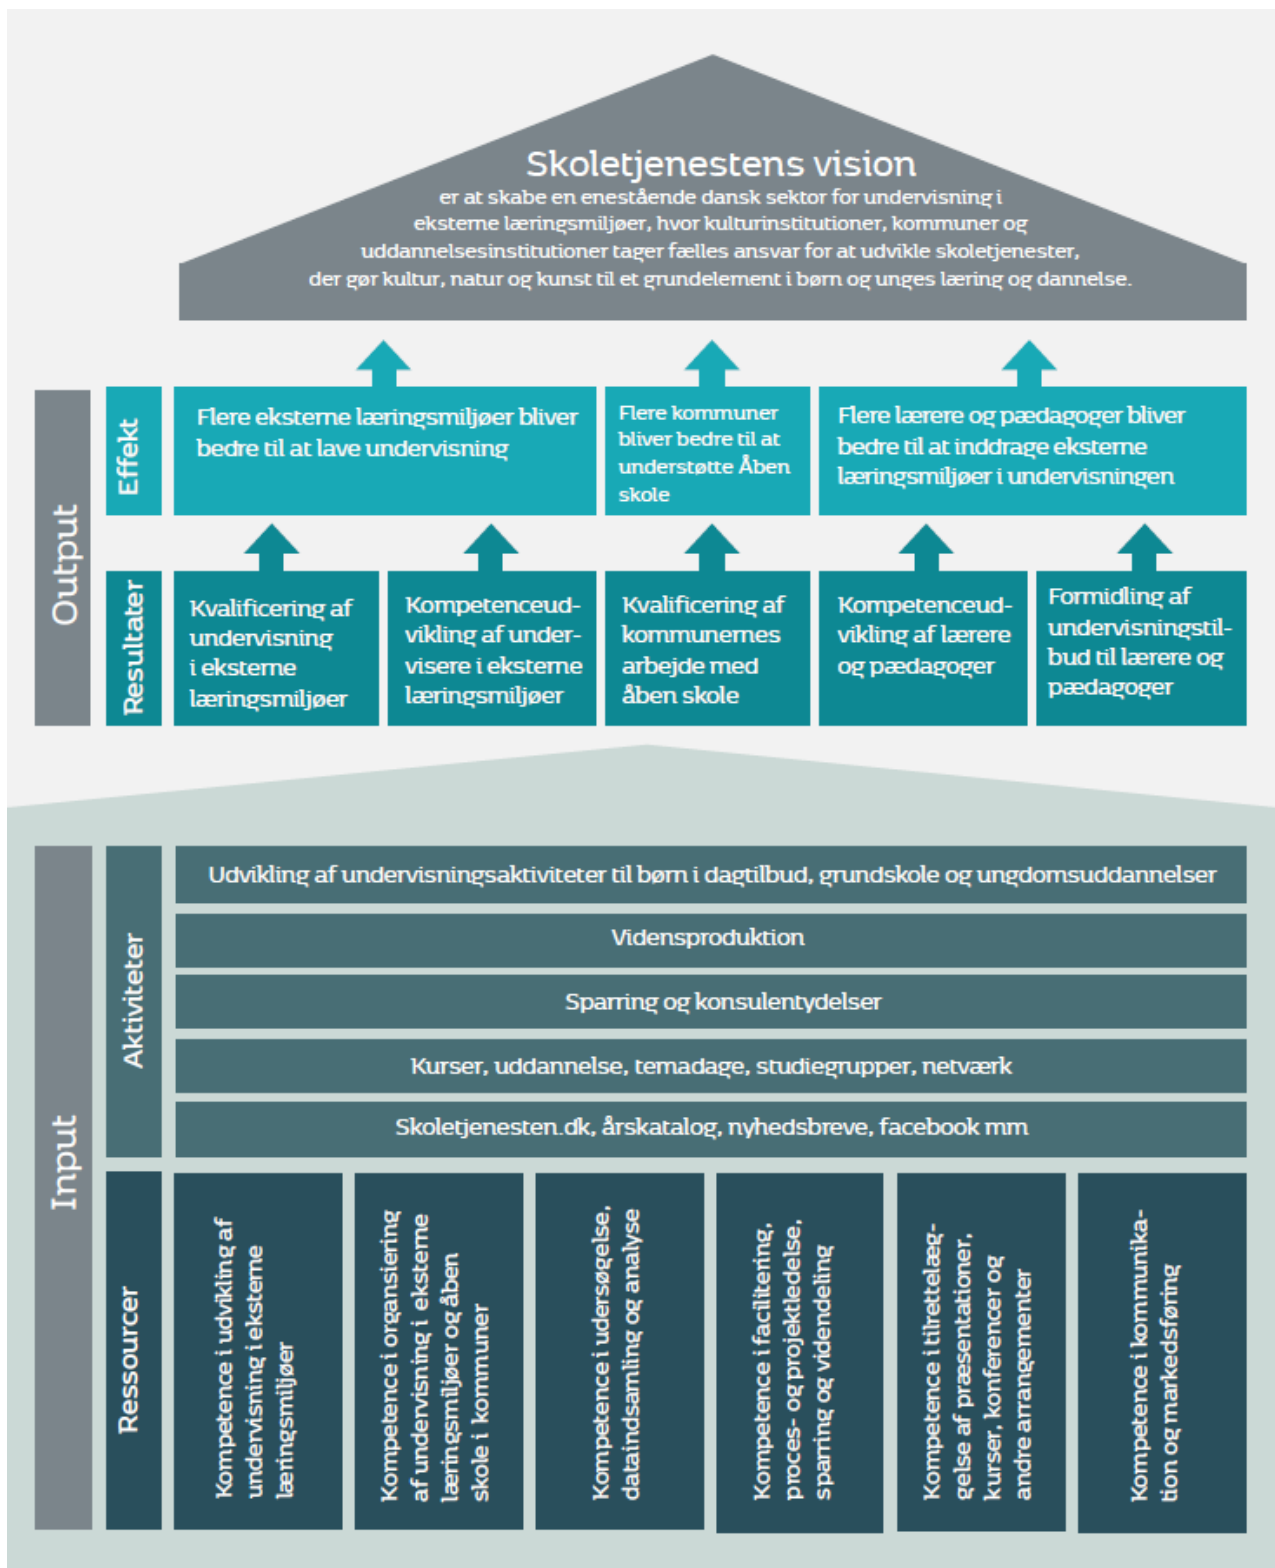 Skoletjenestens vision
er at skabe en enestående dansk sektor for undervisning i
eksterne læringsmiljøer, hvor kulturinstitutioner, kommuner og
uddannelsesinstitutioner tager fælles ansvar for at udvikle skoletjenester,
der gør kultur, natur og kunst til et grundelement i børn og unges læring og dannelse.
Output
Effekt
Flere eksterne læringsmiljøer bliver
bedre til at lave undervisning
Flere kommuner
bliver bedre til at
understøtte Åben
skole
Flere lærere og pædagoger bliver
bedre til at inddrage eksterne
læringsmiljøer i undervisningen
Resultater
Kvalificering af
undervisning
i eksterne
læringsmiljøer
Kompetenceud-
vikling af under-
visere i eksterne
læringsmiljøer
Kvalificering af
kommunernes
arbejde med
åben skole
Kompetenceud-
vikling af lærere
og pædagoger
Formidling af
undervisningstil-
bud til lærere og
pædagoger
Input
Aktiviteter
Udvikling af undervisningsaktiviteter til børn i dagtilbud, grundskole og ungdomsuddannelser
Vidensproduktion
Sparring og konsulentydelser
Kurser, uddannelse, temadage, studiegrupper, netværk
Skoletjenesten.dk, årskatalog, nyhedsbreve, facebook mm
Ressourcer
Kompetence i udvikling af
undervisning i eksterne
læringsmiljøer
Kompetence i organsiering
af undervisning i eksterne
læringsmiljøer og åben
skole i kommuner
Kompetence i udersøgelse,
dataindsamling og analyse
Kompetence i facilitering,
proces- og projektledelse,
sparring og videndeling
Kompetence i tilrettelæg-
gelse af præsentationer,
kurser, konferencer og
andre arrangementer
Kompetence i kommunika-
tion og markedsføring